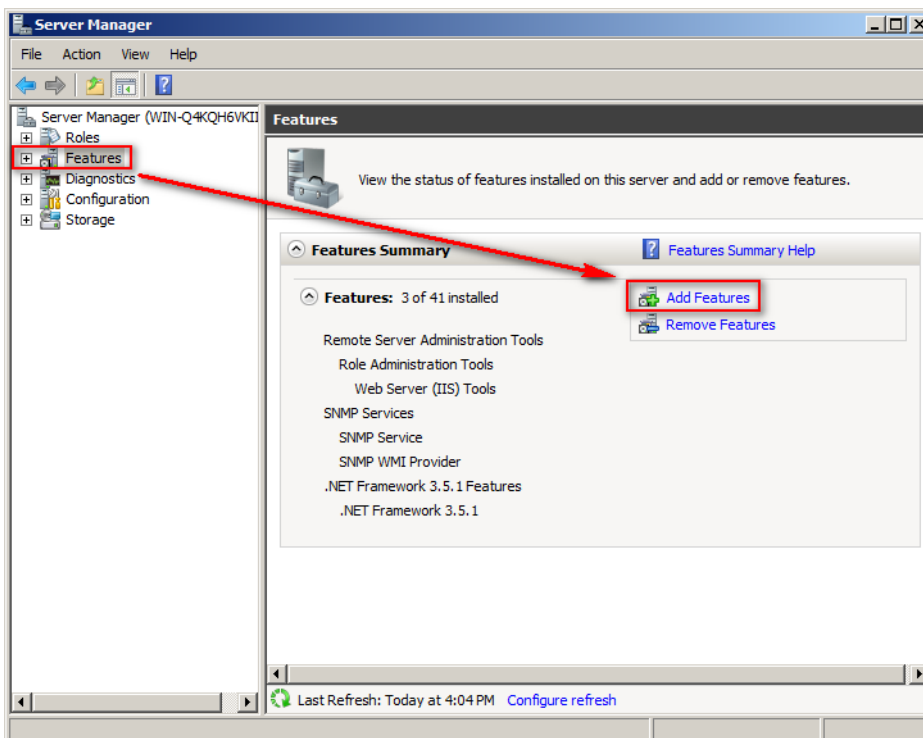 Server Manager
File Action View Help
Server Manager (WIN-Q4KQH6VKII
Roles
Features
Diagnostics
Configuration
Storage
Features
View the status of features installed on this server and add or remove features.
Features Summary
Features Summary Help
Features: 3 of 41 installed
Add Features
Remove Features
Remote Server Administration Tools
Role Administration Tools
Web Server (IIS) Tools
SNMP Services
SNMP Service
SNMP WMI Provider
.NET Framework 3.5.1 Features
.NET Framework 3.5.1
Last Refresh: Today at 4:04 PM Configure refresh